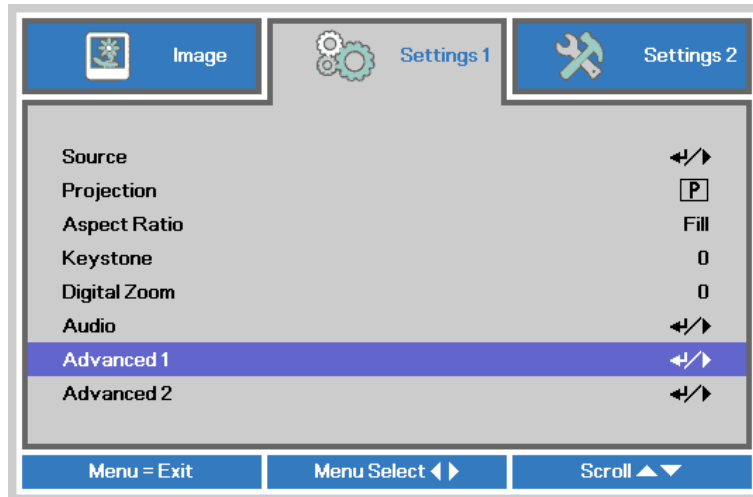 Image Settings 1 Settings 2
Source
Projection P
Aspect Ratio Fill
Keystone 0
Digital Zoom 0
Audio
Advanced 1
Advanced 2
Menu = Exit Menu Select Scroll